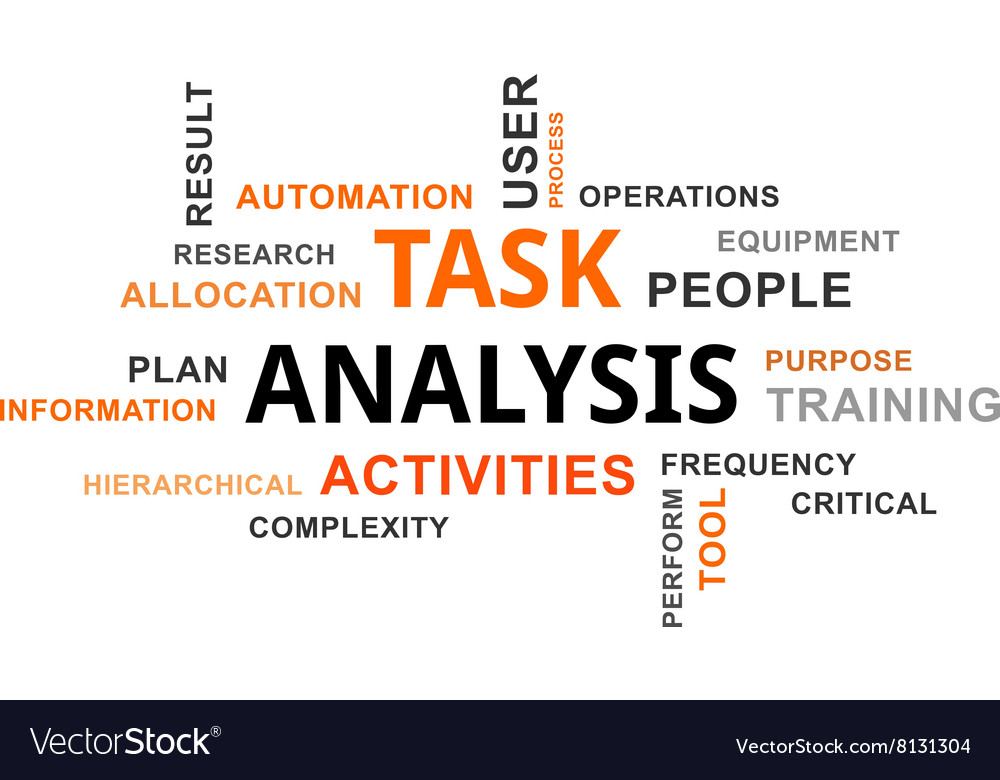 RESULT
USER
PROCESS
AUTOMATION
OPERATIONS
RESEARCH
TASK
EQUIPMENT
ALLOCATION
PEOPLE
PLAN
ANALYSIS
PURPOSE
INFORMATION
TRAINING
HIERARCHICAL
ACTIVITIES
FREQUENCY
COMPLEXITY
PERFORM
TOOL
CRITICAL
VectorStock®
VectorStock.com/8131304